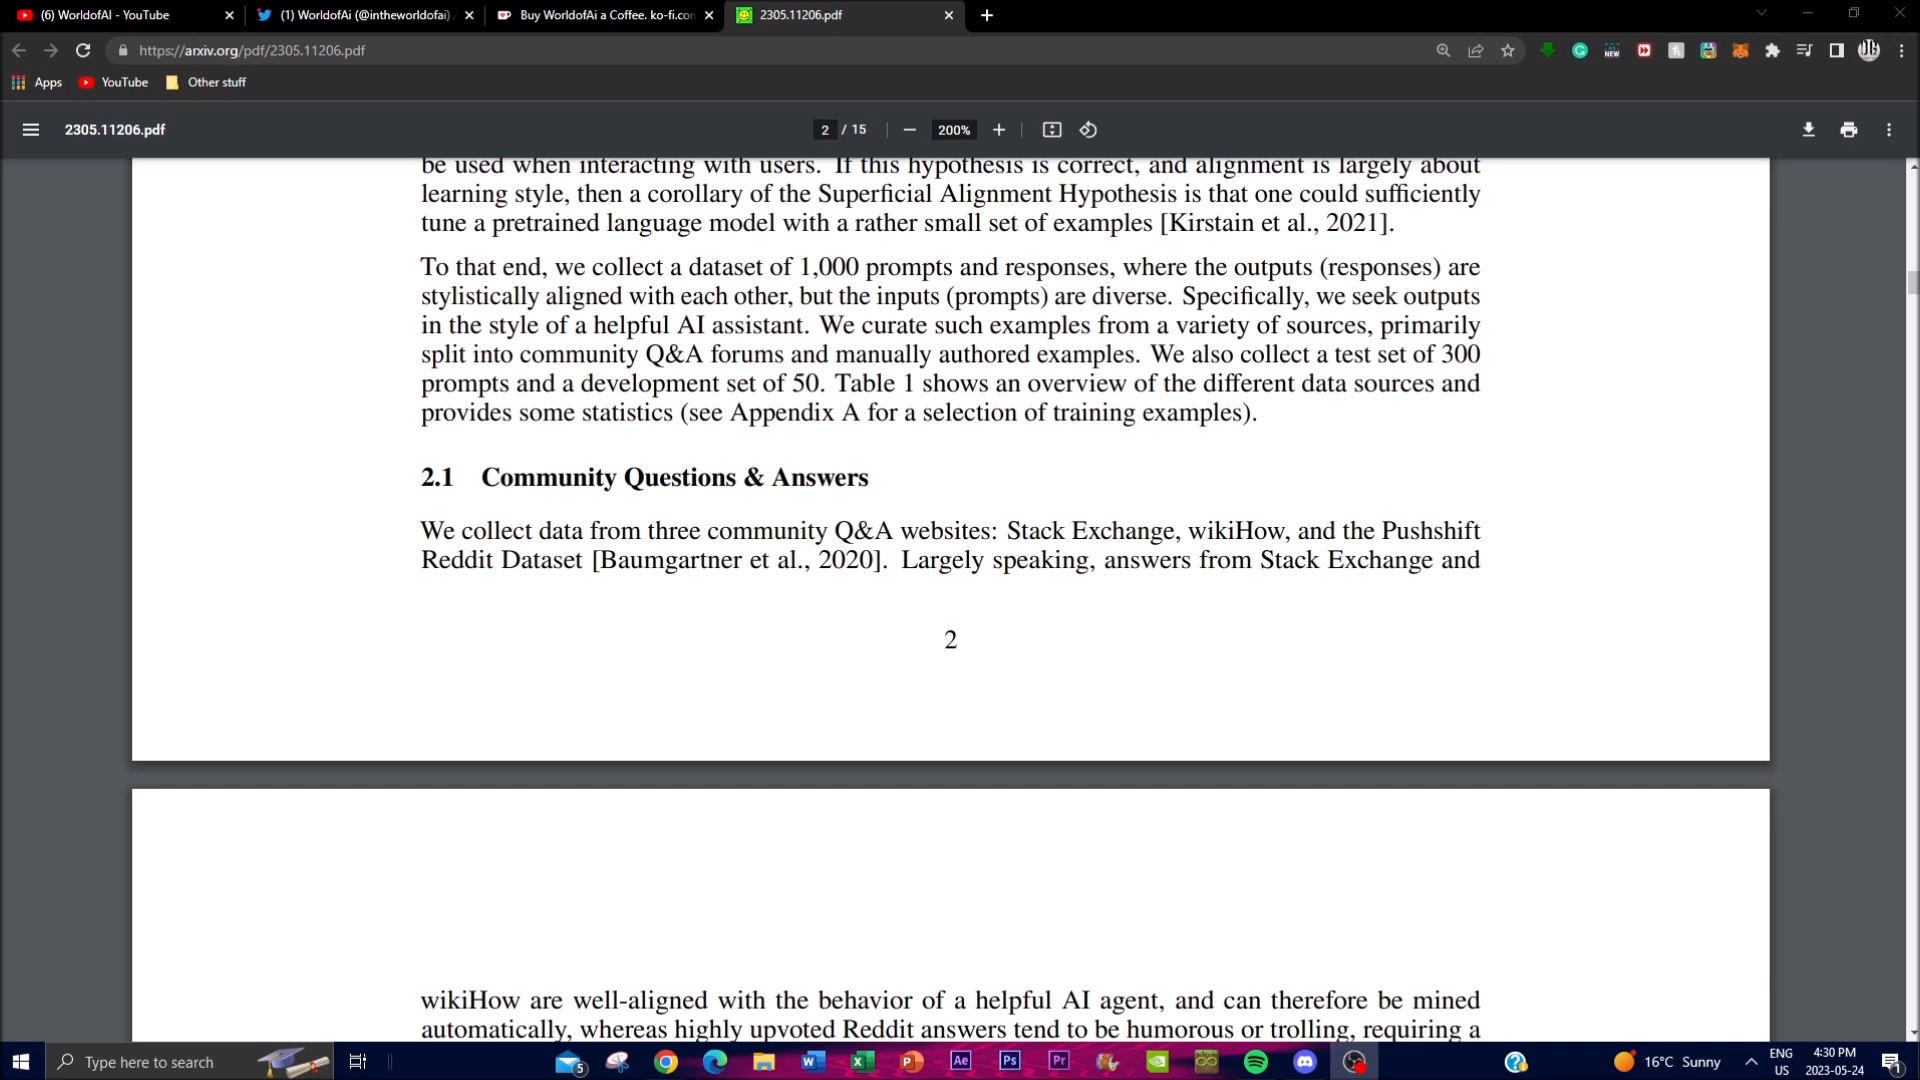 (6) WorldofAI - YouTube
(1) WorldofAi (@intheworldofai)
Buy WorldofAi a Coffee. ko-fi.com
2305.11206.pdf
https://arxiv.org/pdf/2305.11206.pdf
NEW
Apps
YouTube
Other stuff
2305.11206.pdf
2 / 15
200%
be used when interacting with users. If this hypothesis is correct, and alignment is largely about
learning style, then a corollary of the Superficial Alignment Hypothesis is that one could sufficiently
tune a pretrained language model with a rather small set of examples [Kirstain et al., 2021].
To that end, we collect a dataset of 1,000 prompts and responses, where the outputs (responses) are
stylistically aligned with each other, but the inputs (prompts) are diverse. Specifically, we seek outputs
in the style of a helpful AI assistant. We curate such examples from a variety of sources, primarily
split into community Q&A forums and manually authored examples. We also collect a test set of 300
prompts and a development set of 50. Table 1 shows an overview of the different data sources and
provides some statistics (see Appendix A for a selection of training examples).
2.1 Community Questions & Answers
We collect data from three community Q&A websites: Stack Exchange, wikiHow, and the Pushshift
Reddit Dataset [Baumgartner et al., 2020]. Largely speaking, answers from Stack Exchange and
2
wikiHow are well-aligned with the behavior of a helpful AI agent, and can therefore be mined
automatically, whereas highly upvoted Reddit answers tend to be humorous or trolling, requiring a
Type here to search
5
W
X
P
Ae
Ps
Pr
16°C Sunny
ENG
US
4:30 PM
2023-05-24
1